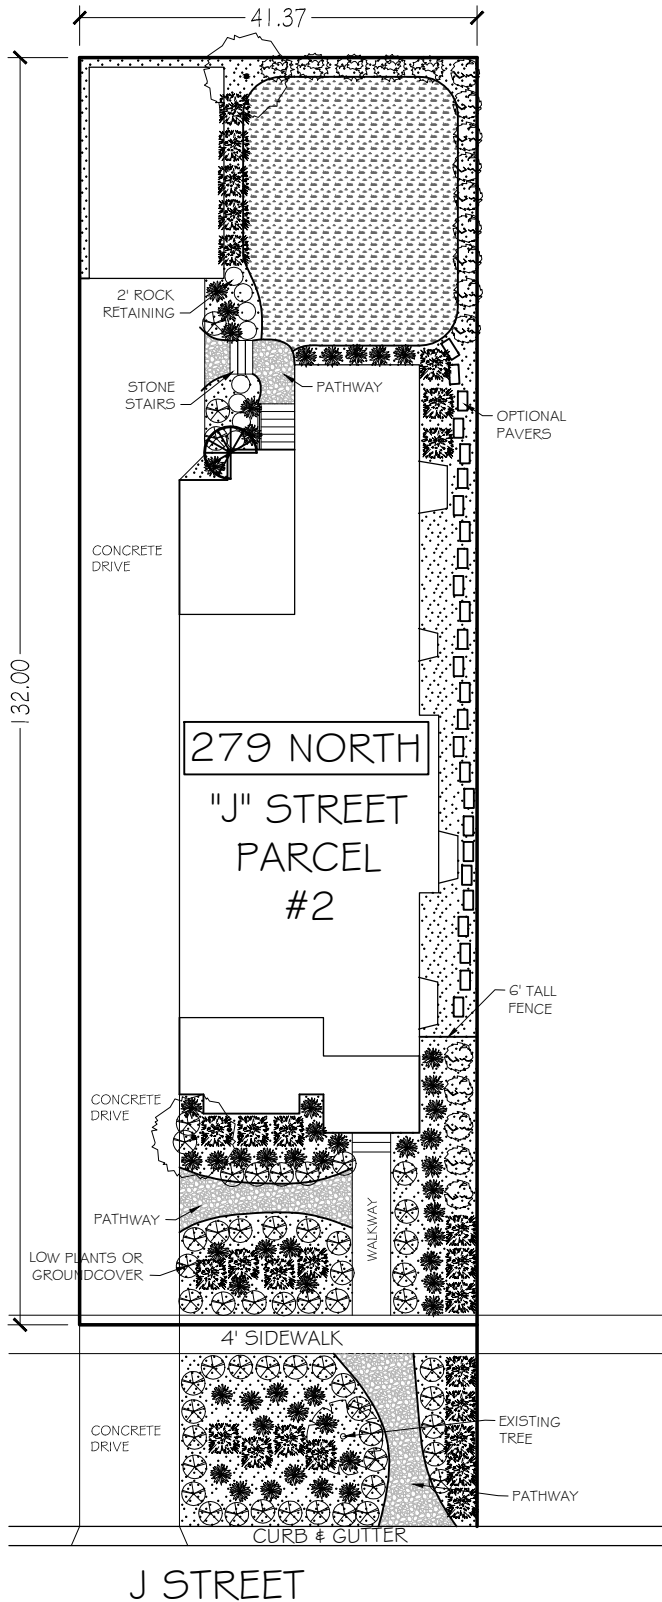 41.37
2' ROCK
RETAINING
STONE
STAIRS
PATHWAY
OPTIONAL
PAVERS
CONCRETE
DRIVE
132.00
279 NORTH
"J" STREET
PARCEL
#2
6' TALL
FENCE
CONCRETE
DRIVE
PATHWAY
WALKWAY
LOW PLANTS OR
GROUNDCOVER
4' SIDEWALK
CONCRETE
DRIVE
EXISTING
TREE
PATHWAY
CURB & GUTTER
J STREET